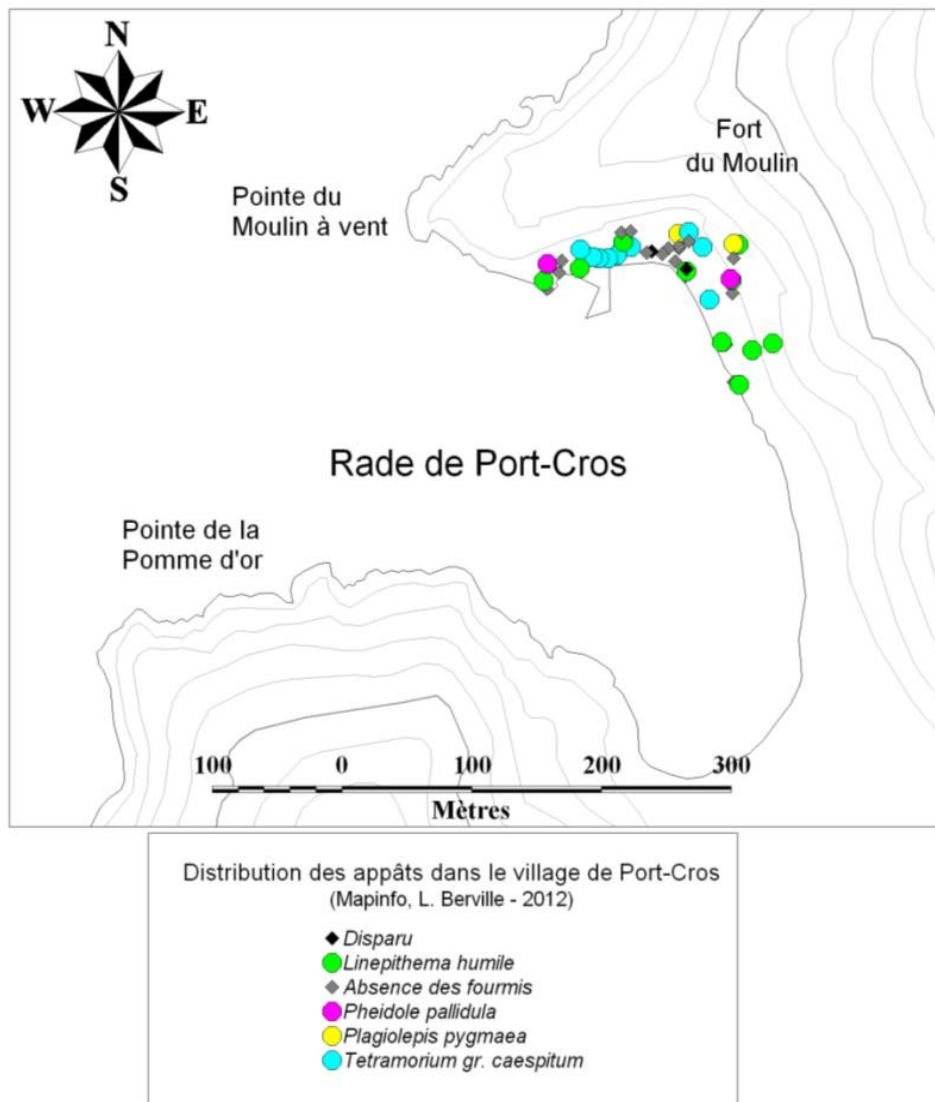 N
W E
S
Fort
du Moulin
Pointe du
Moulin à vent
Rade de Port-Cros
Pointe de la
Pomme d'or
100 0 100 200 300
Mètres
Distribution des appâts dans le village de Port-Cros
(Mapinfo, L. Berville - 2012)
Disparu
Linepithema humile
Absence des fourmis
Pheidole pallidula
Plagiolepis pygmaea
Tetramorium gr. caespitum